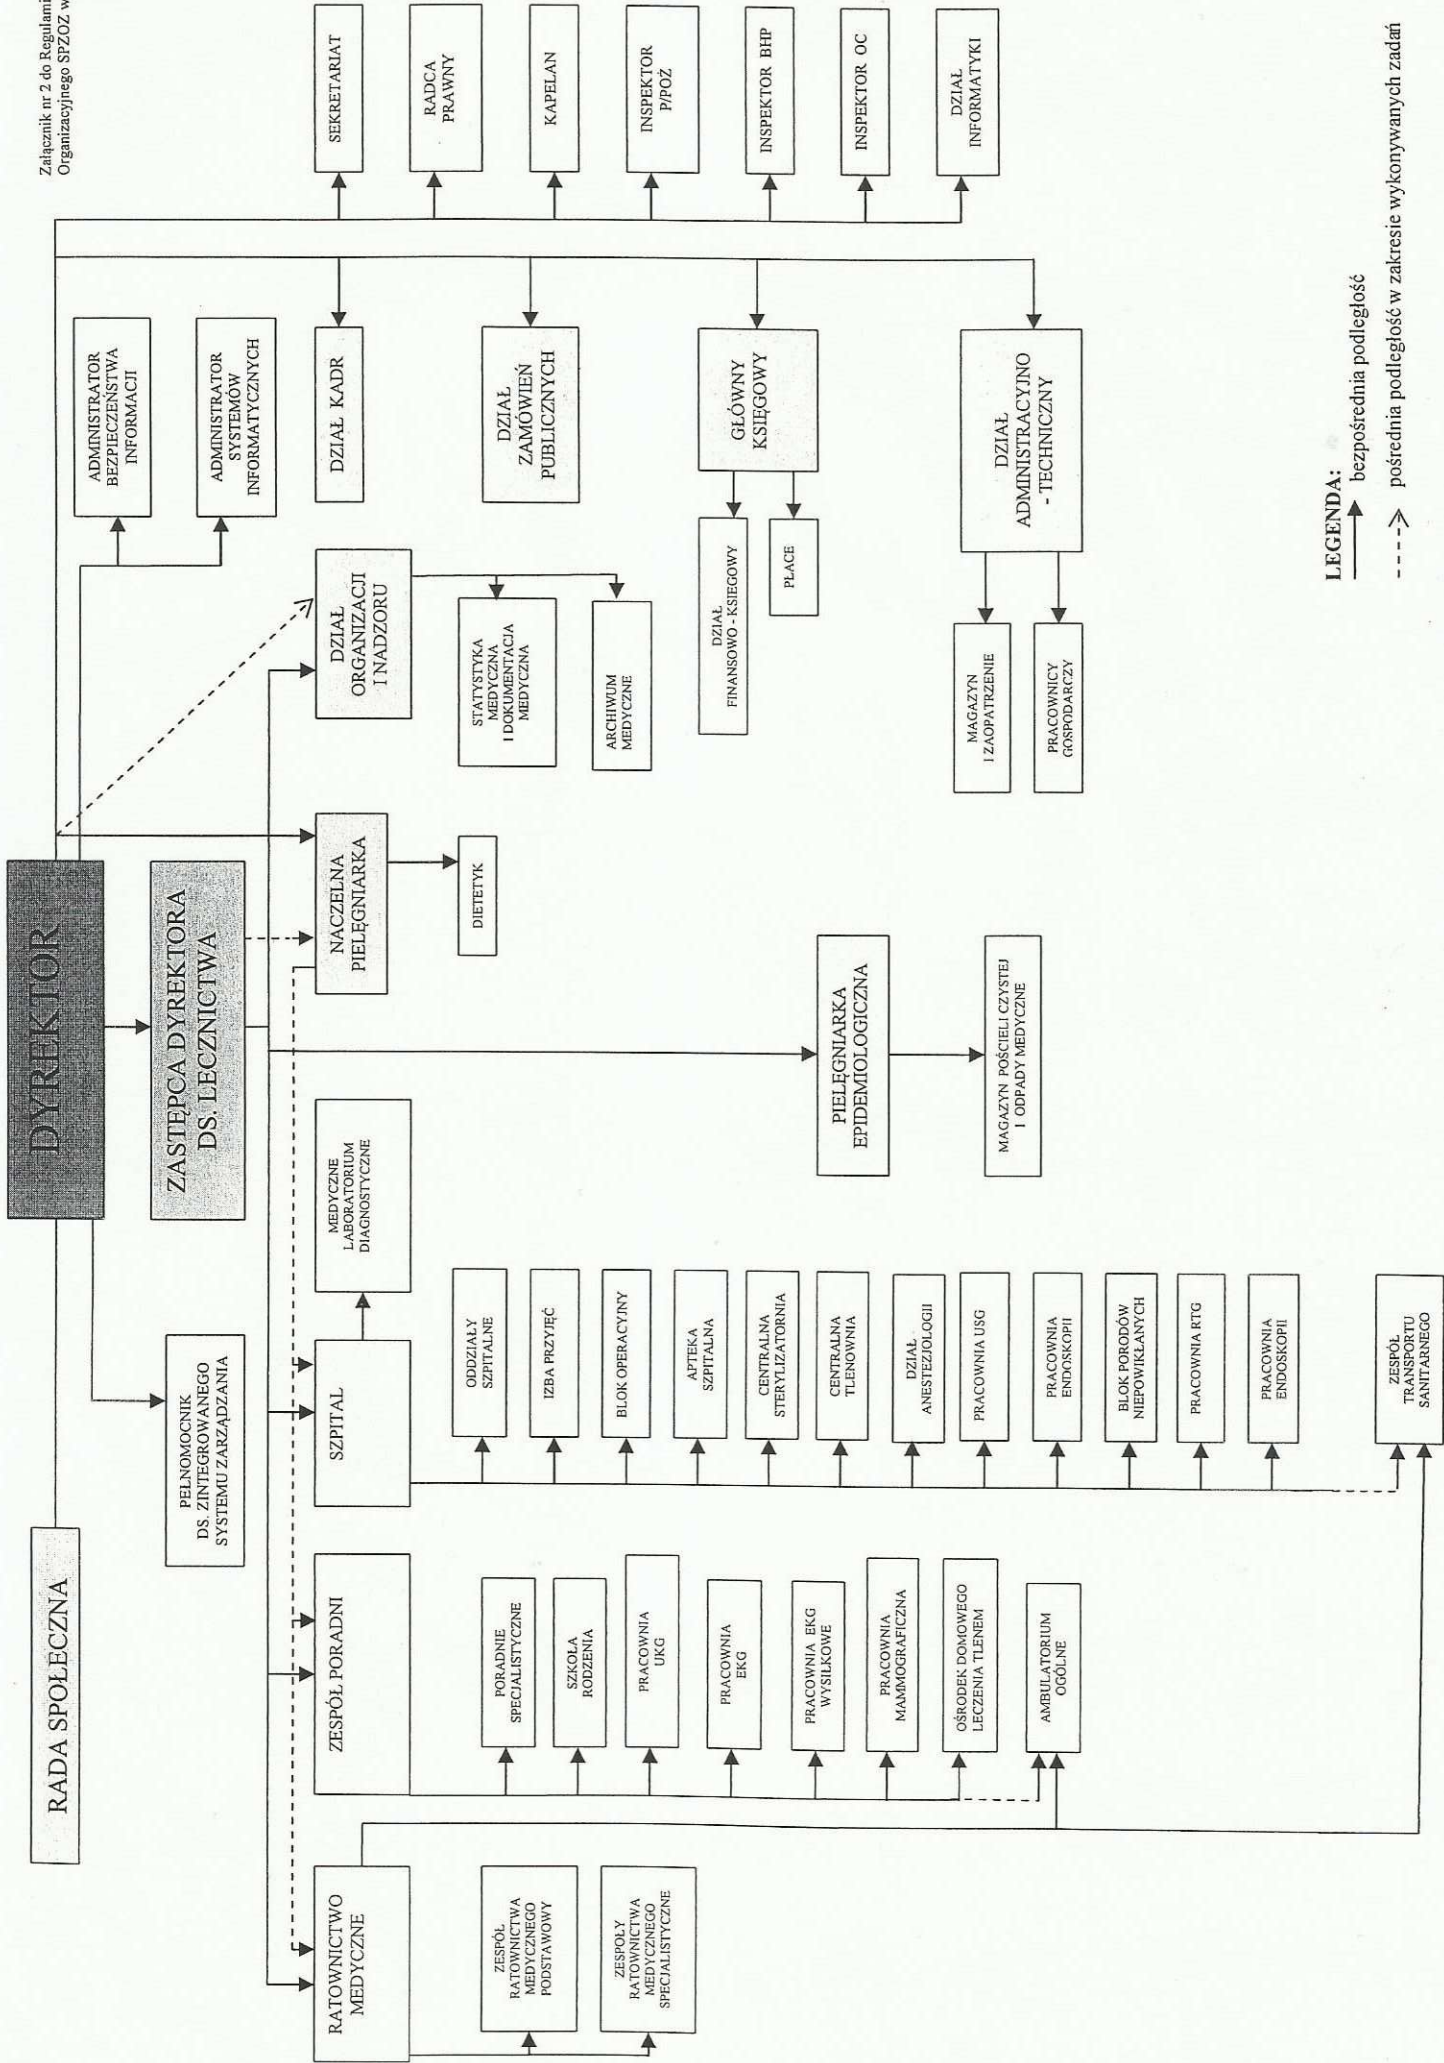 Załącznik nr 2 do Regulami
Organizacyjnego SPZOZ w
DYREKTOR
RADA SPOŁECZNA
ZASTĘPCA DYREKTORA
DS. LECZNICTWA
PEŁNOMOCNIK
DS. ZINTEGROWANEGO
SYSTEMU ZARZĄDZANIA
ADMINISTRATOR
BEZPIECZEŃSTWA
INFORMACJI
ADMINISTRATOR
SYSTEMÓW
INFORMATYCZNYCH
RATOWNICTWO
MEDYCZNE
ZESPÓŁ PORADNI
SZPITAL
MEDYCZNE
LABORATORIUM
DIAGNOSTYCZNE
NACZELNA
PIELĘGNIARKA
DZIAŁ
ORGANIZACJI
I NADZORU
DZIAŁ KADR
SEKRETARIAT
RADCA
PRAWNY
KAPELAN
INSPEKTOR
P/POŻ
INSPEKTOR BHP
INSPEKTOR OC
DZIAŁ
INFORMATYKI
ZESPÓŁ
RATOWNICTWA
MEDYCZNEGO
PODSTAWOWY
ZESPOŁY
RATOWNICTWA
MEDYCZNEGO
SPECJALISTYCZNE
PORADNIE
SPECJALISTYCZNE
SZKOŁA
RODZENIA
PRACOWNIA
UKG
PRACOWNIA
EKG
PRACOWNIA EKG
WYSIŁKOWE
PRACOWNIA
MAMMOGRAFICZNA
OŚRODEK DOMOWEGO
LECZENIA TLENEM
AMBULATORIUM
OGÓLNE
ODDZIAŁY
SZPITALNE
IZBA PRZYJĘĆ
BLOK OPERACYJNY
APTEKA
SZPITALNA
CENTRALNA
STERYLIZATORNIA
CENTRALNA
TLENOWNIA
DZIAŁ
ANESTEZJOLOGII
PRACOWNIA USG
PRACOWNIA
ENDOSKOPII
BLOK PORODÓW
NIEPOWIKŁANYCH
PRACOWNIA RTG
PRACOWNIA
ENDOSKOPII
ZESPÓŁ
TRANSPORTU
SANITARNEGO
DIETETYK
PIELĘGNIARKA
EPIDEMIOLOGICZNA
MAGAZYN POŚCIELI CZYSTEJ
I ODPADY MEDYCZNE
STATYSTYKA
MEDYCZNA
I DOKUMENTACJA
MEDYCZNA
ARCHIWUM
MEDYCZNE
DZIAŁ
ZAMÓWIEŃ
PUBLICZNYCH
GŁÓWNY
KSIĘGOWY
DZIAŁ
FINANSOWO - KSIĘGOWY
PŁACE
DZIAŁ
ADMINISTRACYJNO
- TECHNICZNY
MAGAZYN
I ZAOPATRZENIE
PRACOWNICY
GOSPODARCZY
LEGENDA:
bezpośrednia podległość
pośrednia podległość w zakresie wykonywanych zadań